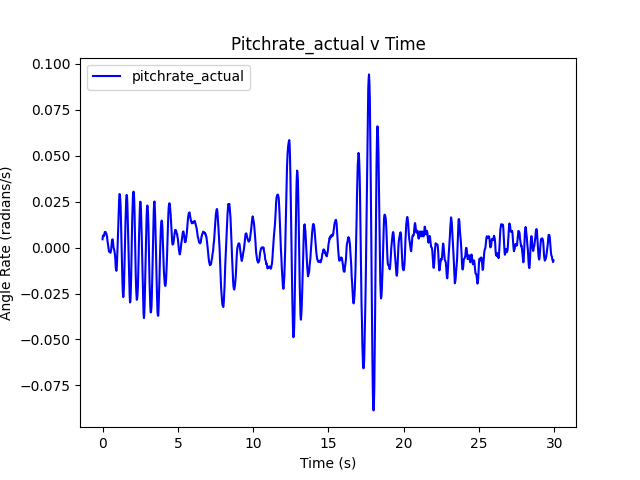 Pitchrate_actual v Time
pitchrate_actual
Angle Rate (radians/s)
0.100
0.075
0.050
0.025
0.000
−0.025
−0.050
−0.075
0 5 10 15 20 25 30
Time (s)